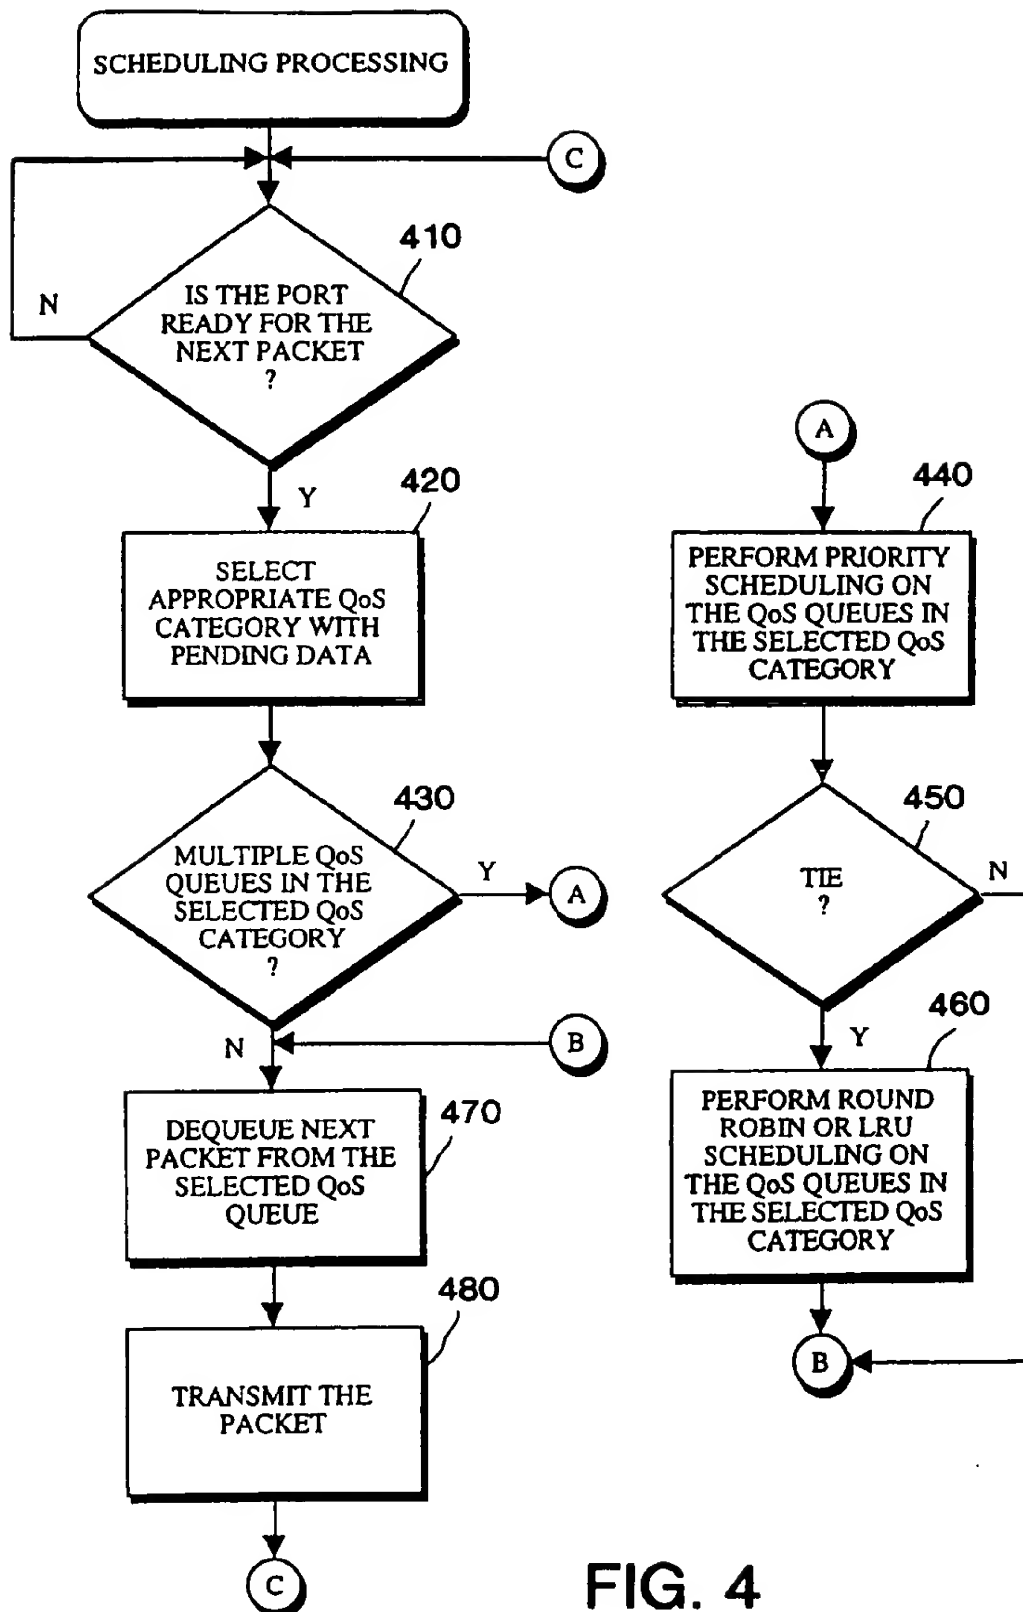 SCHEDULING PROCESSING
C
410
IS THE PORT
READY FOR THE
NEXT PACKET
?
N
Y
420
SELECT
APPROPRIATE QoS
CATEGORY WITH
PENDING DATA
430
MULTIPLE QoS
QUEUES IN THE
SELECTED QoS
CATEGORY
?
Y
A
N
B
470
DEQUEUE NEXT
PACKET FROM THE
SELECTED QoS
QUEUE
480
TRANSMIT THE
PACKET
C
A
440
PERFORM PRIORITY
SCHEDULING ON
THE QoS QUEUES IN
THE SELECTED QoS
CATEGORY
450
TIE
?
N
Y
460
PERFORM ROUND
ROBIN OR LRU
SCHEDULING ON
THE QoS QUEUES IN
THE SELECTED QoS
CATEGORY
B
FIG. 4